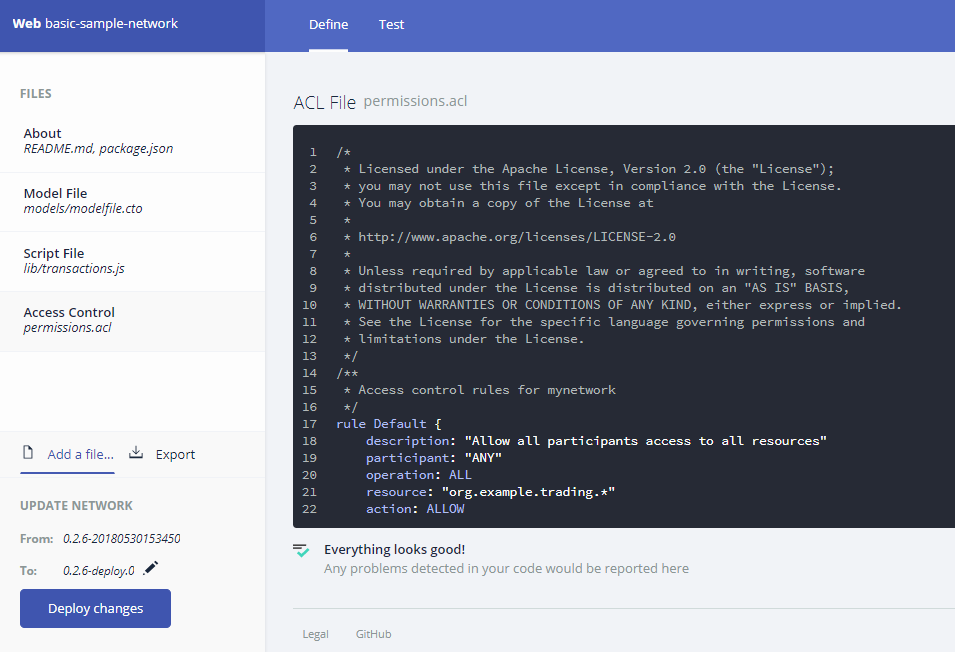 Web basic-sample-network
Define
Test
FILES
About
README.md, package.json
Model File
models/modelfile.cto
Script File
lib/transactions.js
Access Control
permissions.acl
Add a file...
Export
UPDATE NETWORK
From: 0.2.6-20180530153450
To: 0.2.6-deploy.0
Deploy changes
ACL File permissions.acl
1 /*
2  * Licensed under the Apache License, Version 2.0 (the "License");
3  * you may not use this file except in compliance with the License.
4  * You may obtain a copy of the License at
5  *
6  * http://www.apache.org/licenses/LICENSE-2.0
7  *
8  * Unless required by applicable law or agreed to in writing, software
9  * distributed under the License is distributed on an "AS IS" BASIS,
10  * WITHOUT WARRANTIES OR CONDITIONS OF ANY KIND, either express or implied.
11  * See the License for the specific language governing permissions and
12  * limitations under the License.
13  */
14 /**
15  * Access control rules for mynetwork
16  */
17 rule Default {
18     description: "Allow all participants access to all resources"
19     participant: "ANY"
20     operation: ALL
21     resource: "org.example.trading.*"
22     action: ALLOW
Everything looks good!
Any problems detected in your code would be reported here
Legal
GitHub